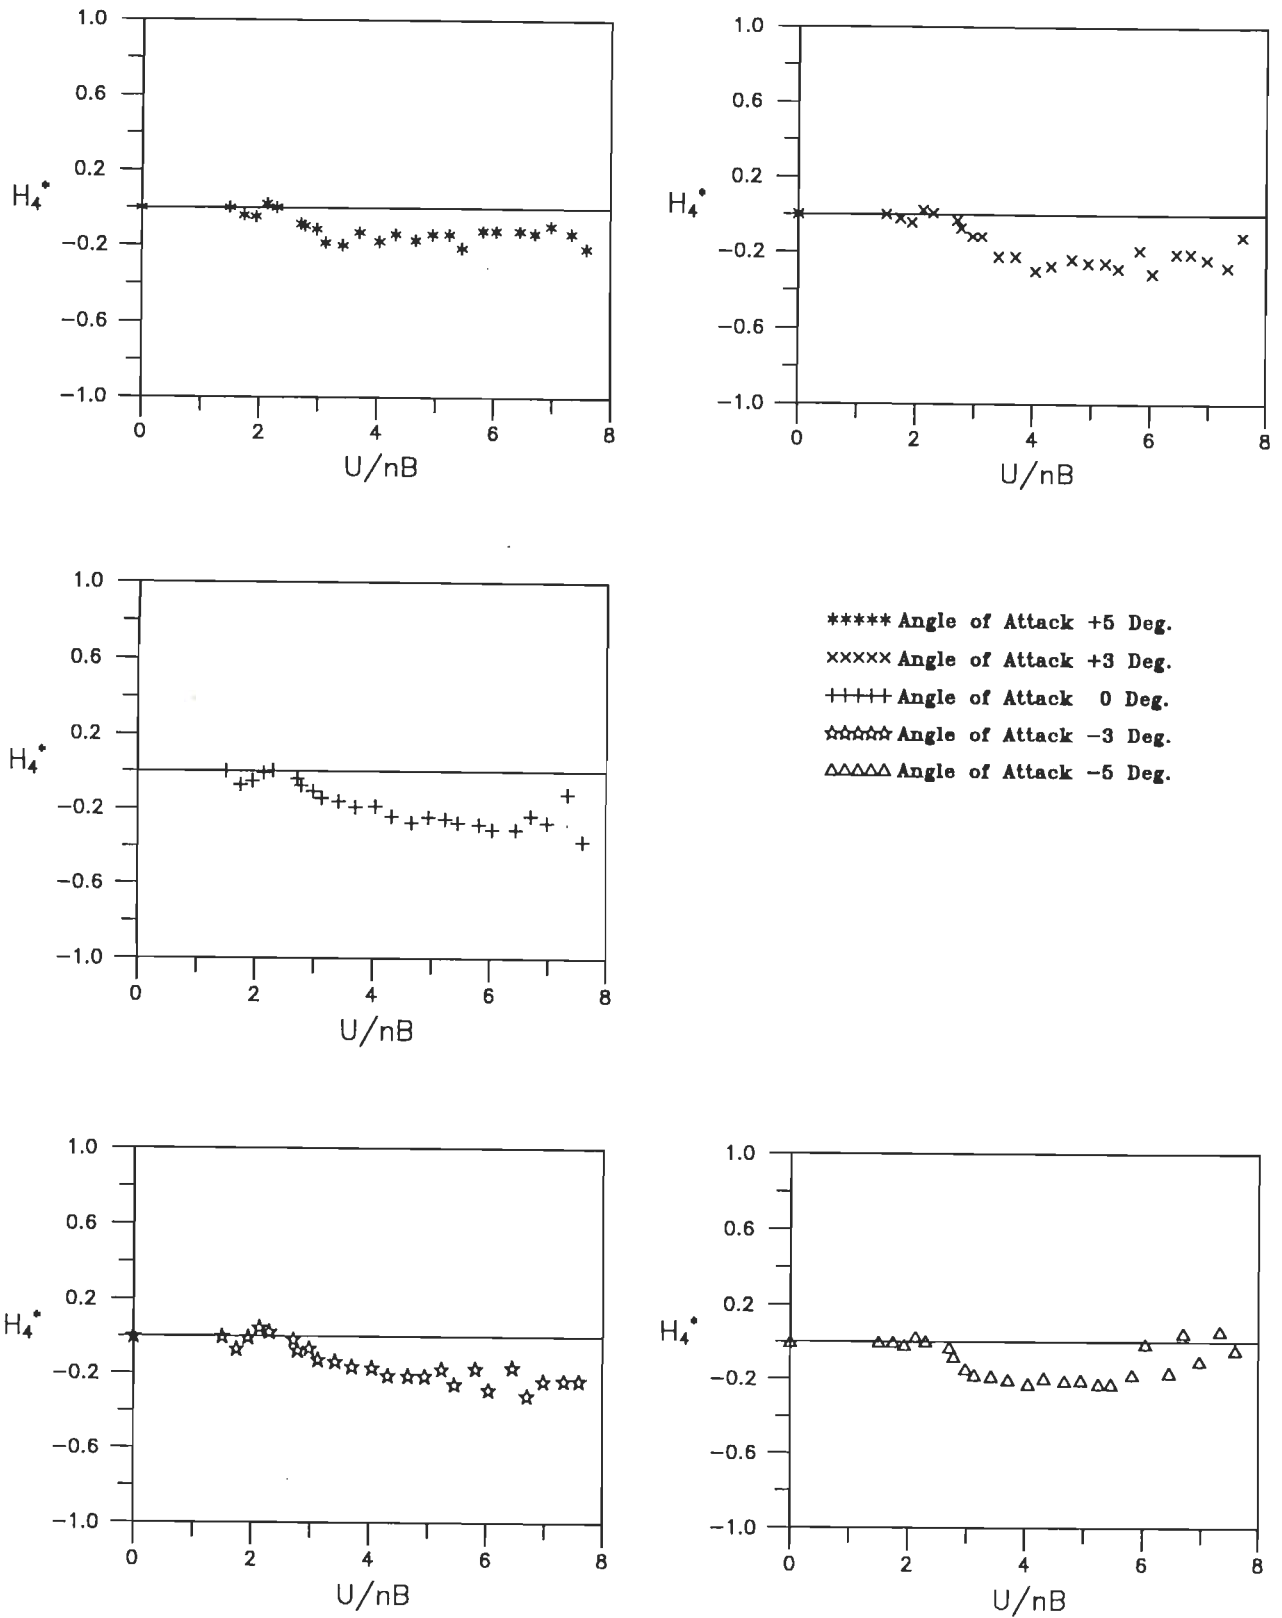 1.0
0.6
0.2
H4*
−0.2
−0.6
−1.0
0 2 4 6 8
U/nB
1.0
0.6
0.2
H4*
−0.2
−0.6
−1.0
0 2 4 6 8
U/nB
1.0
0.6
0.2
H4*
−0.2
−0.6
−1.0
0 2 4 6 8
U/nB
Angle of Attack +5 Deg.
Angle of Attack +3 Deg.
Angle of Attack 0 Deg.
Angle of Attack −3 Deg.
Angle of Attack −5 Deg.
1.0
0.6
0.2
H4*
−0.2
−0.6
−1.0
0 2 4 6 8
U/nB
1.0
0.6
0.2
H4*
−0.2
−0.6
−1.0
0 2 4 6 8
U/nB